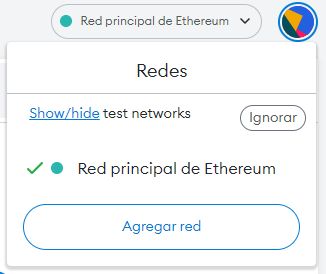 Red principal de Ethereum
Redes
Show/hide test networks
Ignorar
Red principal de Ethereum
Agregar red